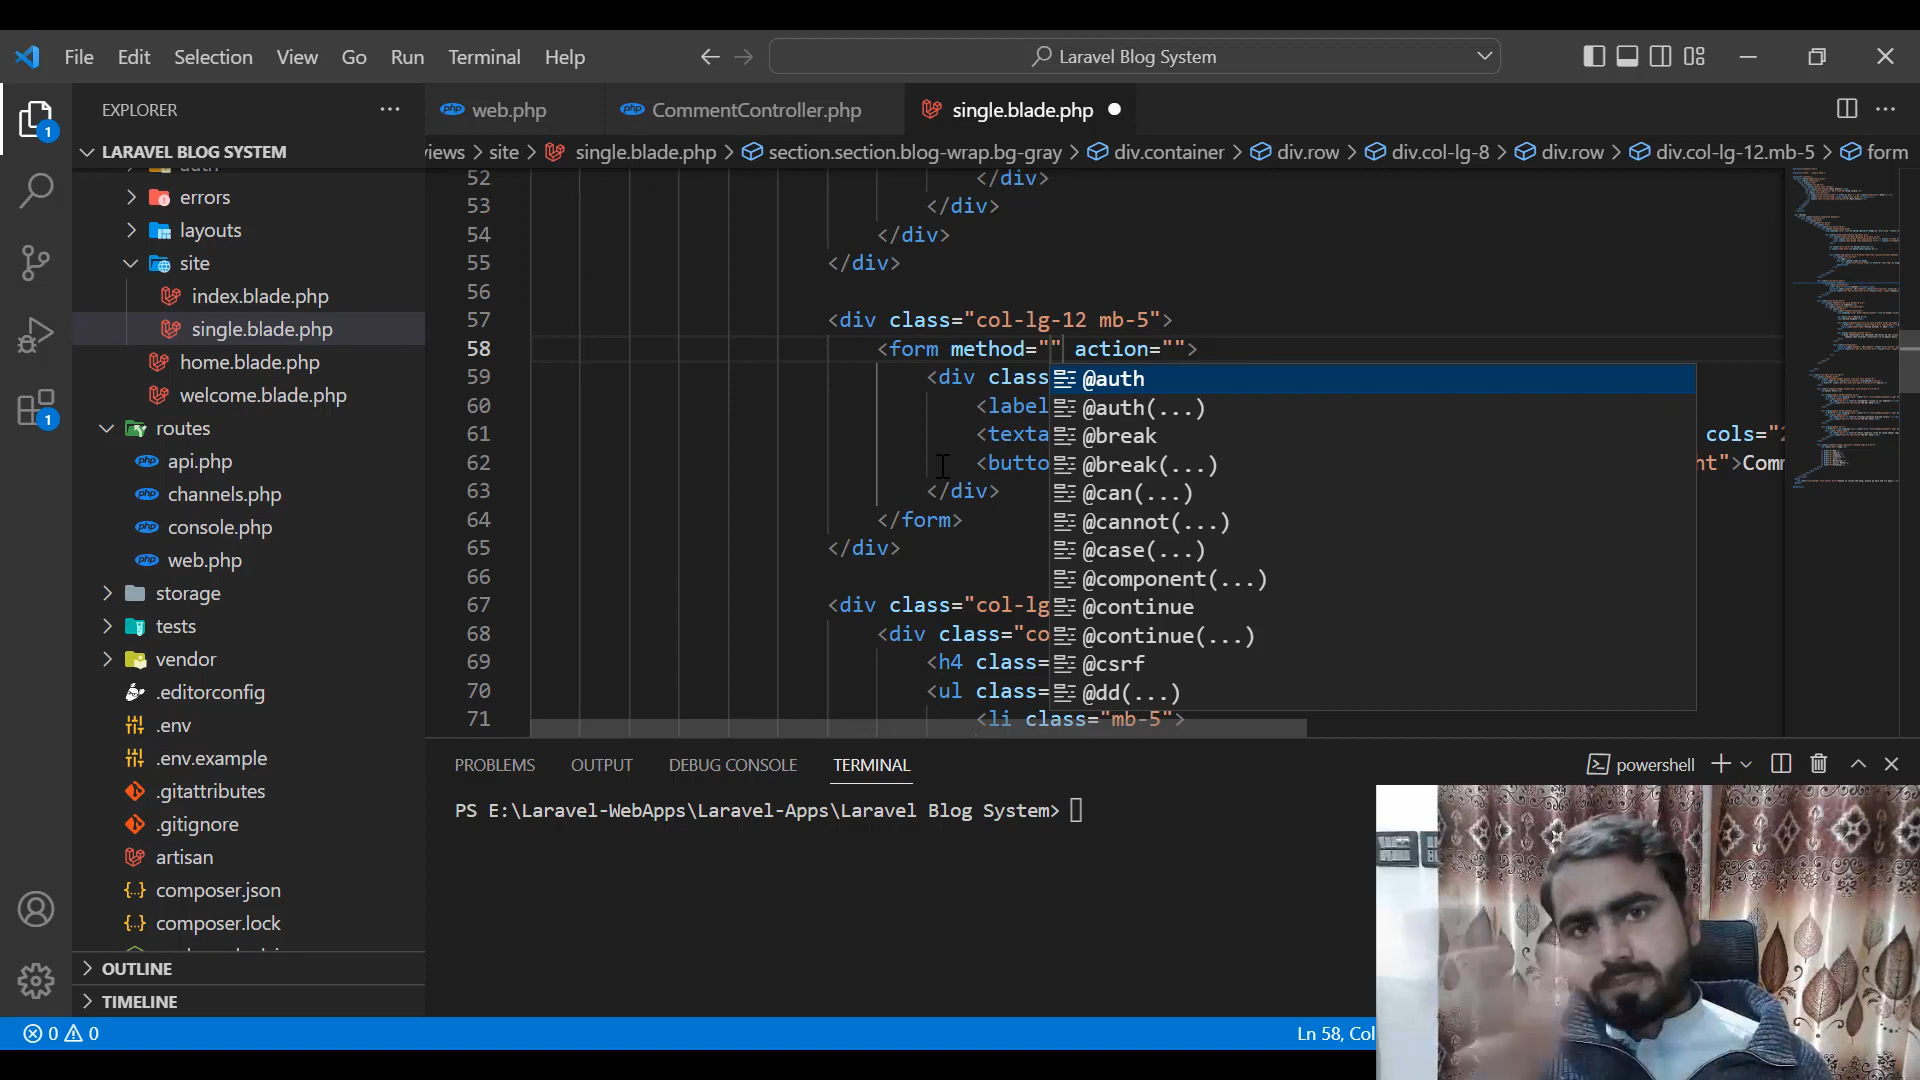 File Edit Selection View Go Run Terminal Help
Laravel Blog System
EXPLORER
web.php
CommentController.php
single.blade.php
LARAVEL BLOG SYSTEM
iews > site > single.blade.php > section.section.blog-wrap.bg-gray > div.container > div.row > div.col-lg-8 > div.row > div.col-lg-12.mb-5 > form
errors
layouts
site
index.blade.php
single.blade.php
home.blade.php
welcome.blade.php
routes
api.php
channels.php
console.php
web.php
storage
tests
vendor
.editorconfig
.env
.env.example
.gitattributes
.gitignore
artisan
composer.json
composer.lock
OUTLINE
TIMELINE
52 </div>
53 </div>
54 </div>
55 </div>
56
57 <div class="col-lg-12 mb-5">
58 <form method="" action="">
59 <div class
60 <label
61 <texta cols="2
62 <butto nt">Comm
63 </div>
64 </form>
65 </div>
66
67 <div class="col-lg
68 <div class="co
69 <h4 class=
70 <ul class=
71 <li class="mb-5">
@auth
@auth(...)
@break
@break(...)
@can(...)
@cannot(...)
@case(...)
@component(...)
@continue
@continue(...)
@csrf
@dd(...)
PROBLEMS OUTPUT DEBUG CONSOLE TERMINAL
powershell
PS E:\Laravel-WebApps\Laravel-Apps\Laravel Blog System>
1
1
0 0
Ln 58, Col